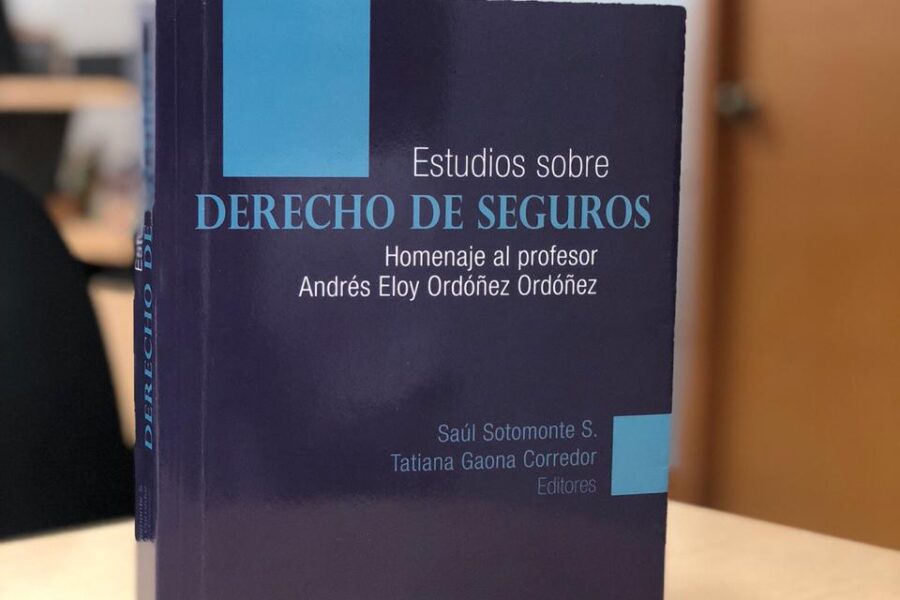 Estudios sobre
DERECHO DE SEGUROS
Homenaje al profesor
Andrés Eloy Ordóñez Ordóñez
Saúl Sotomonte S.
Tatiana Gaona Corredor
Editores
DERECHO DE